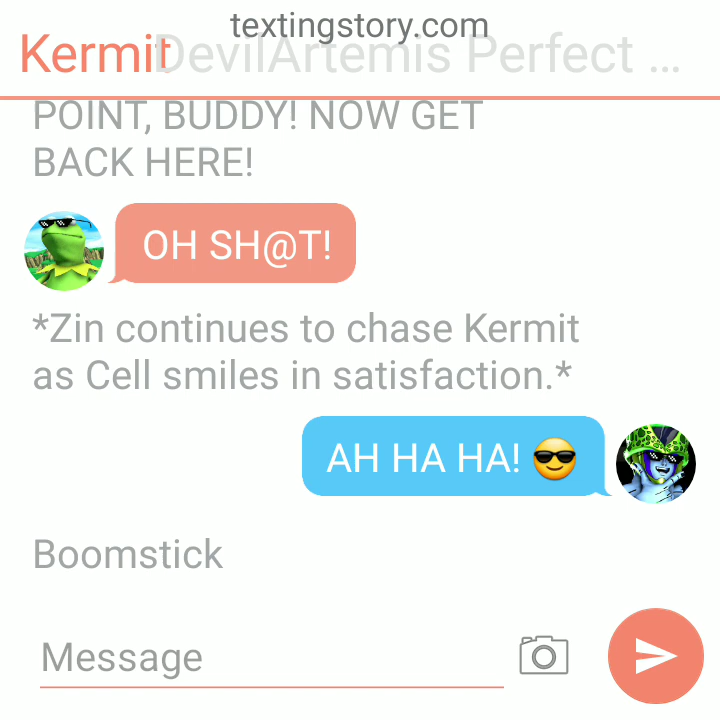 textingstory.com
Kermit DevilArtemis Perfect ...
POINT, BUDDY! NOW GET
BACK HERE!
OH SH@T!
*Zin continues to chase Kermit
as Cell smiles in satisfaction.*
AH HA HA! 😎
Boomstick
Message